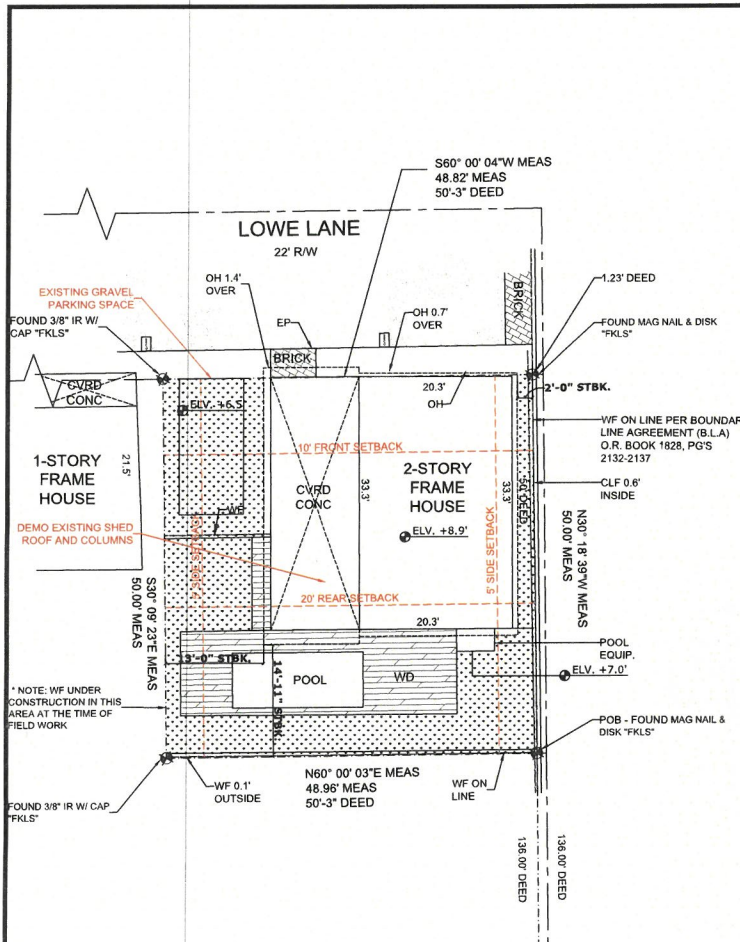 S60° 00' 04"W MEAS
48.82' MEAS
50'-3" DEED
LOWE LANE
22' R/W
OH 1.4'
OVER
EXISTING GRAVEL
PARKING SPACE
FOUND 3/8" IR W/
CAP "FKLS"
EP
OH 0.7'
OVER
BRICK
1.23' DEED
FOUND MAG NAIL & DISK
"FKLS"
BRICK
20.3'
OH
2'-0" STBK.
CVRD
CONC
ELV. +6.5'
WF ON LINE PER BOUNDAR
LINE AGREEMENT (B.L.A)
O.R. BOOK 1828, PG'S
2132-2137
10' FRONT SETBACK
1-STORY
FRAME
HOUSE
21.5'
2-STORY
FRAME
HOUSE
33.3'
33.3'
50' DEED
CLF 0.6'
INSIDE
CVRD
CONC
WF
DEMO EXISTING SHED
ROOF AND COLUMNS
ELV. +8.9'
5' SIDE SETBACK
5' SIDE SETBACK
N30° 18' 39"W MEAS
50.00' MEAS
S30° 09' 23"E MEAS
50.00' MEAS
20' REAR SETBACK
20.3'
POOL
EQUIP.
13'-0" STBK.
14'-11" STBK.
POOL
WD
ELV. +7.0'
* NOTE: WF UNDER
CONSTRUCTION IN THIS
AREA AT THE TIME OF
FIELD WORK
POB - FOUND MAG NAIL &
DISK "FKLS"
N60° 00' 03"E MEAS
48.96' MEAS
50'-3" DEED
WF 0.1'
OUTSIDE
WF ON
LINE
FOUND 3/8" IR W/ CAP
"FKLS"
136.00' DEED
136.00' DEED